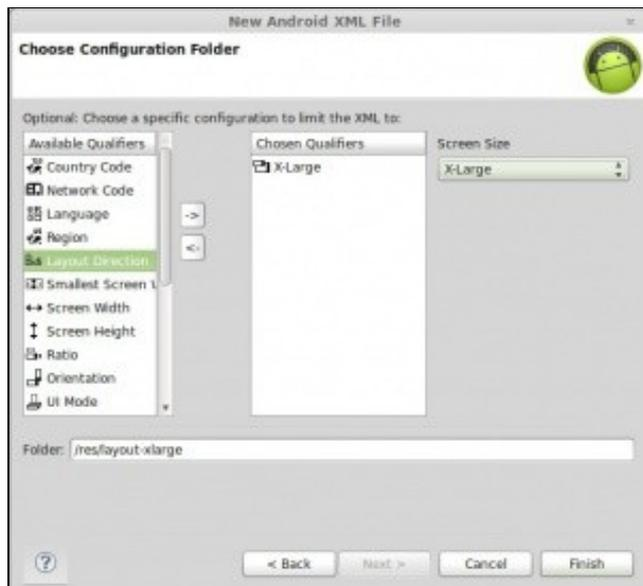 New Android XML File
Choose Configuration Folder
Optional: Choose a specific configuration to limit the XML to:
Available Qualifiers
Country Code
Network Code
Language
Region
Layout Direction
Smallest Screen
Screen Width
Screen Height
Ratio
Orientation
UI Mode
->
<-
Chosen Qualifiers
X-Large
Screen Size
X-Large
Folder: /res/layout-xlarge
?
< Back
Next >
Cancel
Finish